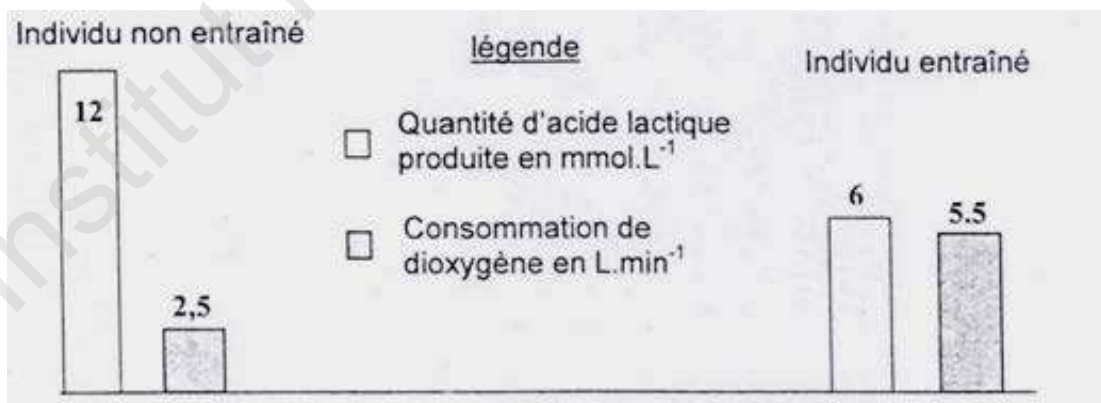 Individu non entraîné
légende
Individu entraîné
12
Quantité d'acide lactique
produite en mmol.L⁻¹
6
5.5
Consommation de
dioxygène en L.min⁻¹
2,5
Institut